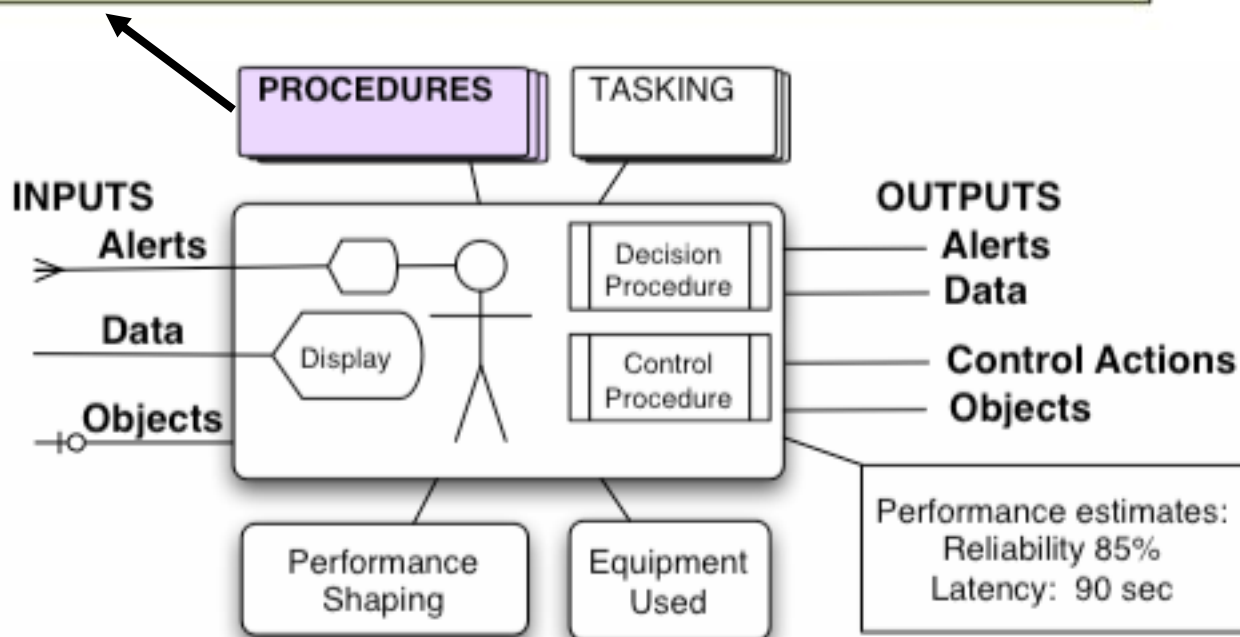 PROCEDURES
TASKING
INPUTS
Alerts
Data
Objects
Display
Decision
Procedure
Control
Procedure
OUTPUTS
Alerts
Data
Control Actions
Objects
Performance
Shaping
Equipment
Used
Performance estimates:
Reliability 85%
Latency: 90 sec